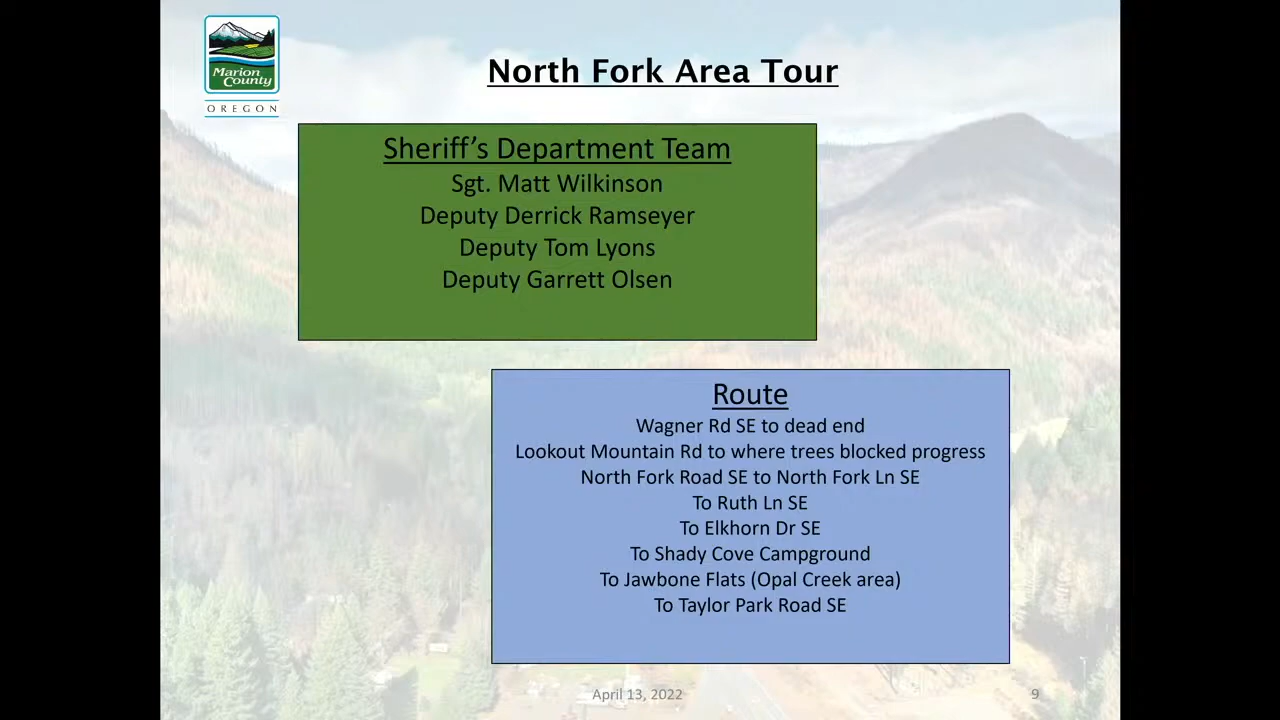 Marion
County
OREGON
North Fork Area Tour
Sheriff's Department Team
Sgt. Matt Wilkinson
Deputy Derrick Ramseyer
Deputy Tom Lyons
Deputy Garrett Olsen
Route
Wagner Rd SE to dead end
Lookout Mountain Rd to where trees blocked progress
North Fork Road SE to North Fork Ln SE
To Ruth Ln SE
To Elkhorn Dr SE
To Shady Cove Campground
To Jawbone Flats (Opal Creek area)
To Taylor Park Road SE
April 13, 2022
9